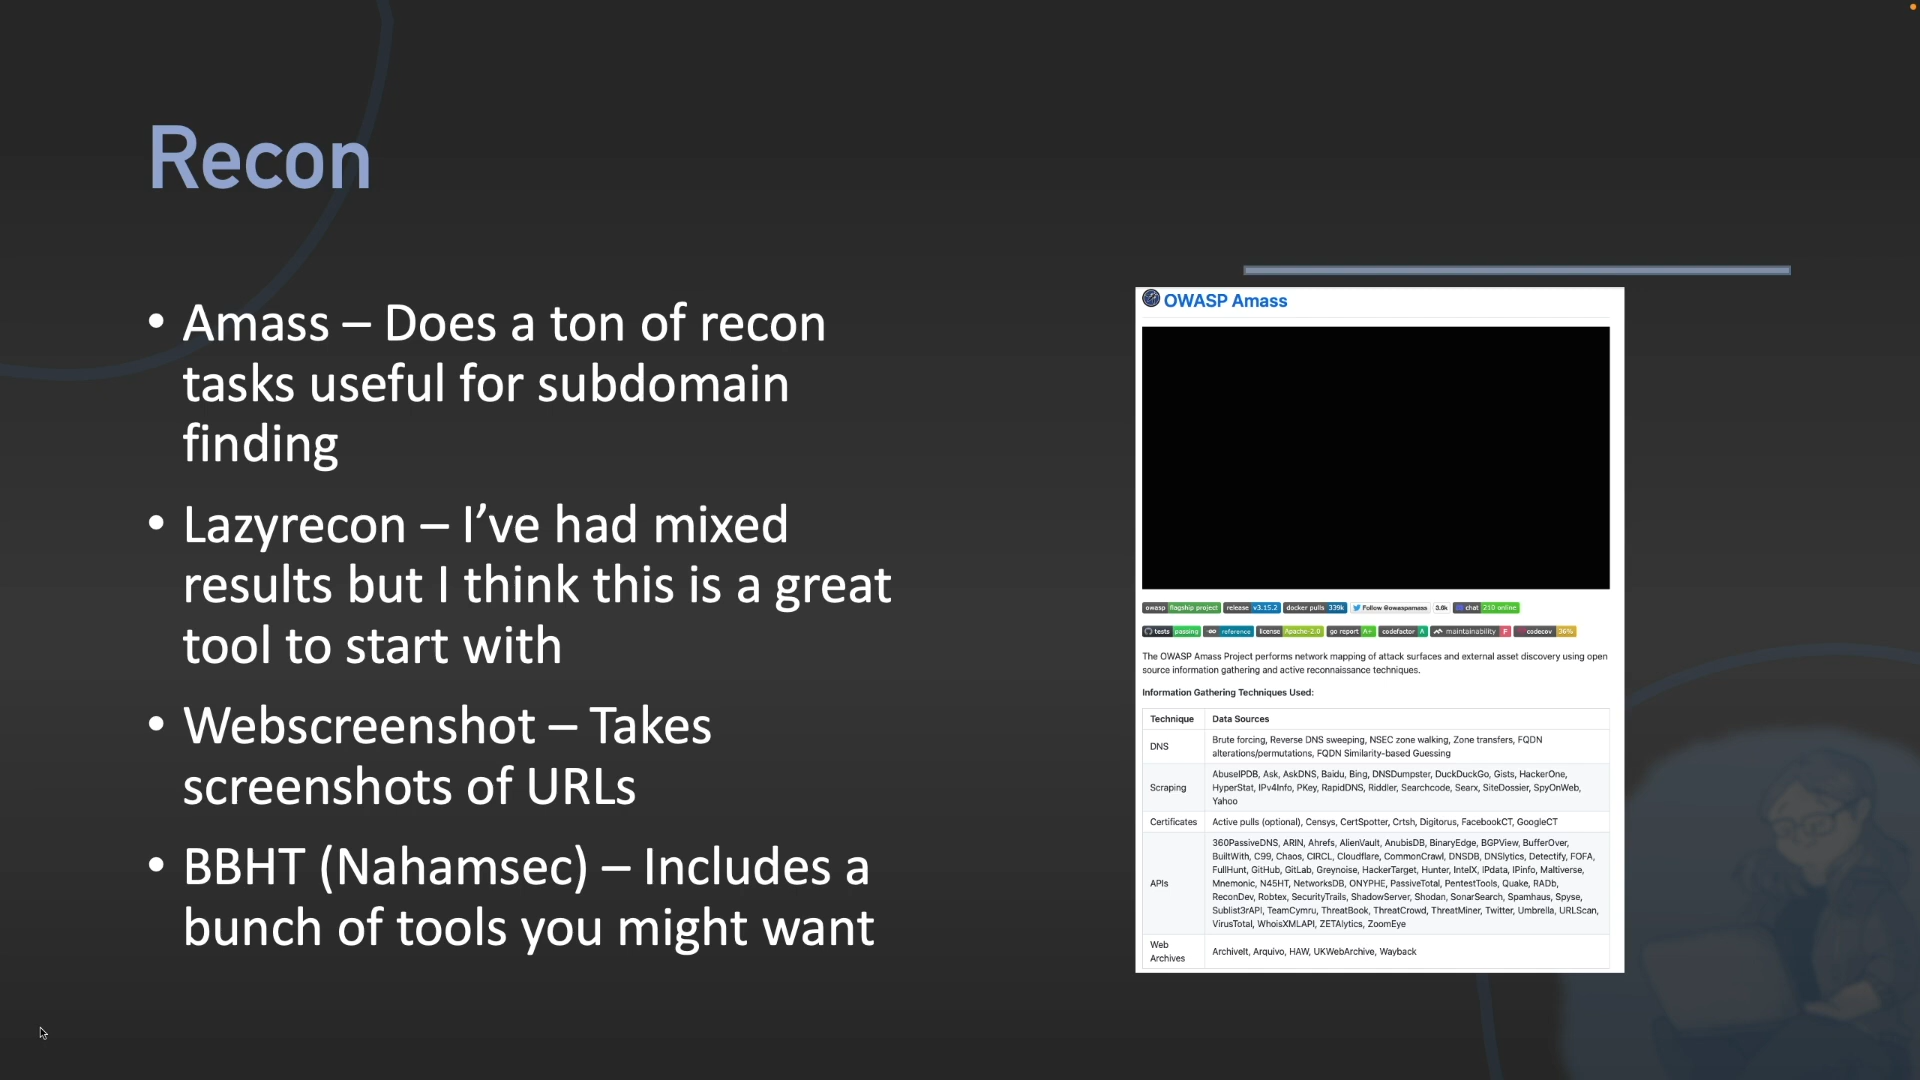 Recon
• Amass – Does a ton of recon
tasks useful for subdomain
finding
• Lazyrecon – I’ve had mixed
results but I think this is a great
tool to start with
• Webscreenshot – Takes
screenshots of URLs
• BBHT (Nahamsec) – Includes a
bunch of tools you might want
OWASP Amass
owasp flagship project release v3.15.2 docker pulls 339k Follow @owaspamass 3.6k chat 210 online
tests passing reference license Apache-2.0 go report A+ codefactor A maintainability F codecov 36%
The OWASP Amass Project performs network mapping of attack surfaces and external asset discovery using open
source information gathering and active reconnaissance techniques.
Information Gathering Techniques Used:
Technique Data Sources
DNS Brute forcing, Reverse DNS sweeping, NSEC zone walking, Zone transfers, FQDN
alterations/permutations, FQDN Similarity-based Guessing
Scraping AbuseIPDB, Ask, AskDNS, Baidu, Bing, DNSDumpster, DuckDuckGo, Gists, HackerOne,
HyperStat, IPv4Info, PKey, RapidDNS, Riddler, Searchcode, Searx, SiteDossier, SpyOnWeb,
Yahoo
Certificates Active pulls (optional), Censys, CertSpotter, Crtsh, Digitorus, FacebookCT, GoogleCT
APIs 360PassiveDNS, ARIN, Ahrefs, AlienVault, AnubisDB, BinaryEdge, BGPView, BufferOver,
BuiltWith, C99, Chaos, CIRCL, Cloudflare, CommonCrawl, DNSDB, DNSlytics, Detectify, FOFA,
FullHunt, GitHub, GitLab, Greynoise, HackerTarget, Hunter, IntelX, IPdata, IPinfo, Maltiverse,
Mnemonic, N45HT, NetworksDB, ONYPHE, PassiveTotal, PentestTools, Quake, RADb,
ReconDev, Robtex, SecurityTrails, ShadowServer, Shodan, SonarSearch, Spamhaus, Spyse,
Sublist3rAPI, TeamCymru, ThreatBook, ThreatCrowd, ThreatMiner, Twitter, Umbrella, URLScan,
VirusTotal, WhoisXMLAPI, ZETAlytics, ZoomEye
Web
Archives ArchiveIt, Arquivo, HAW, UKWebArchive, Wayback